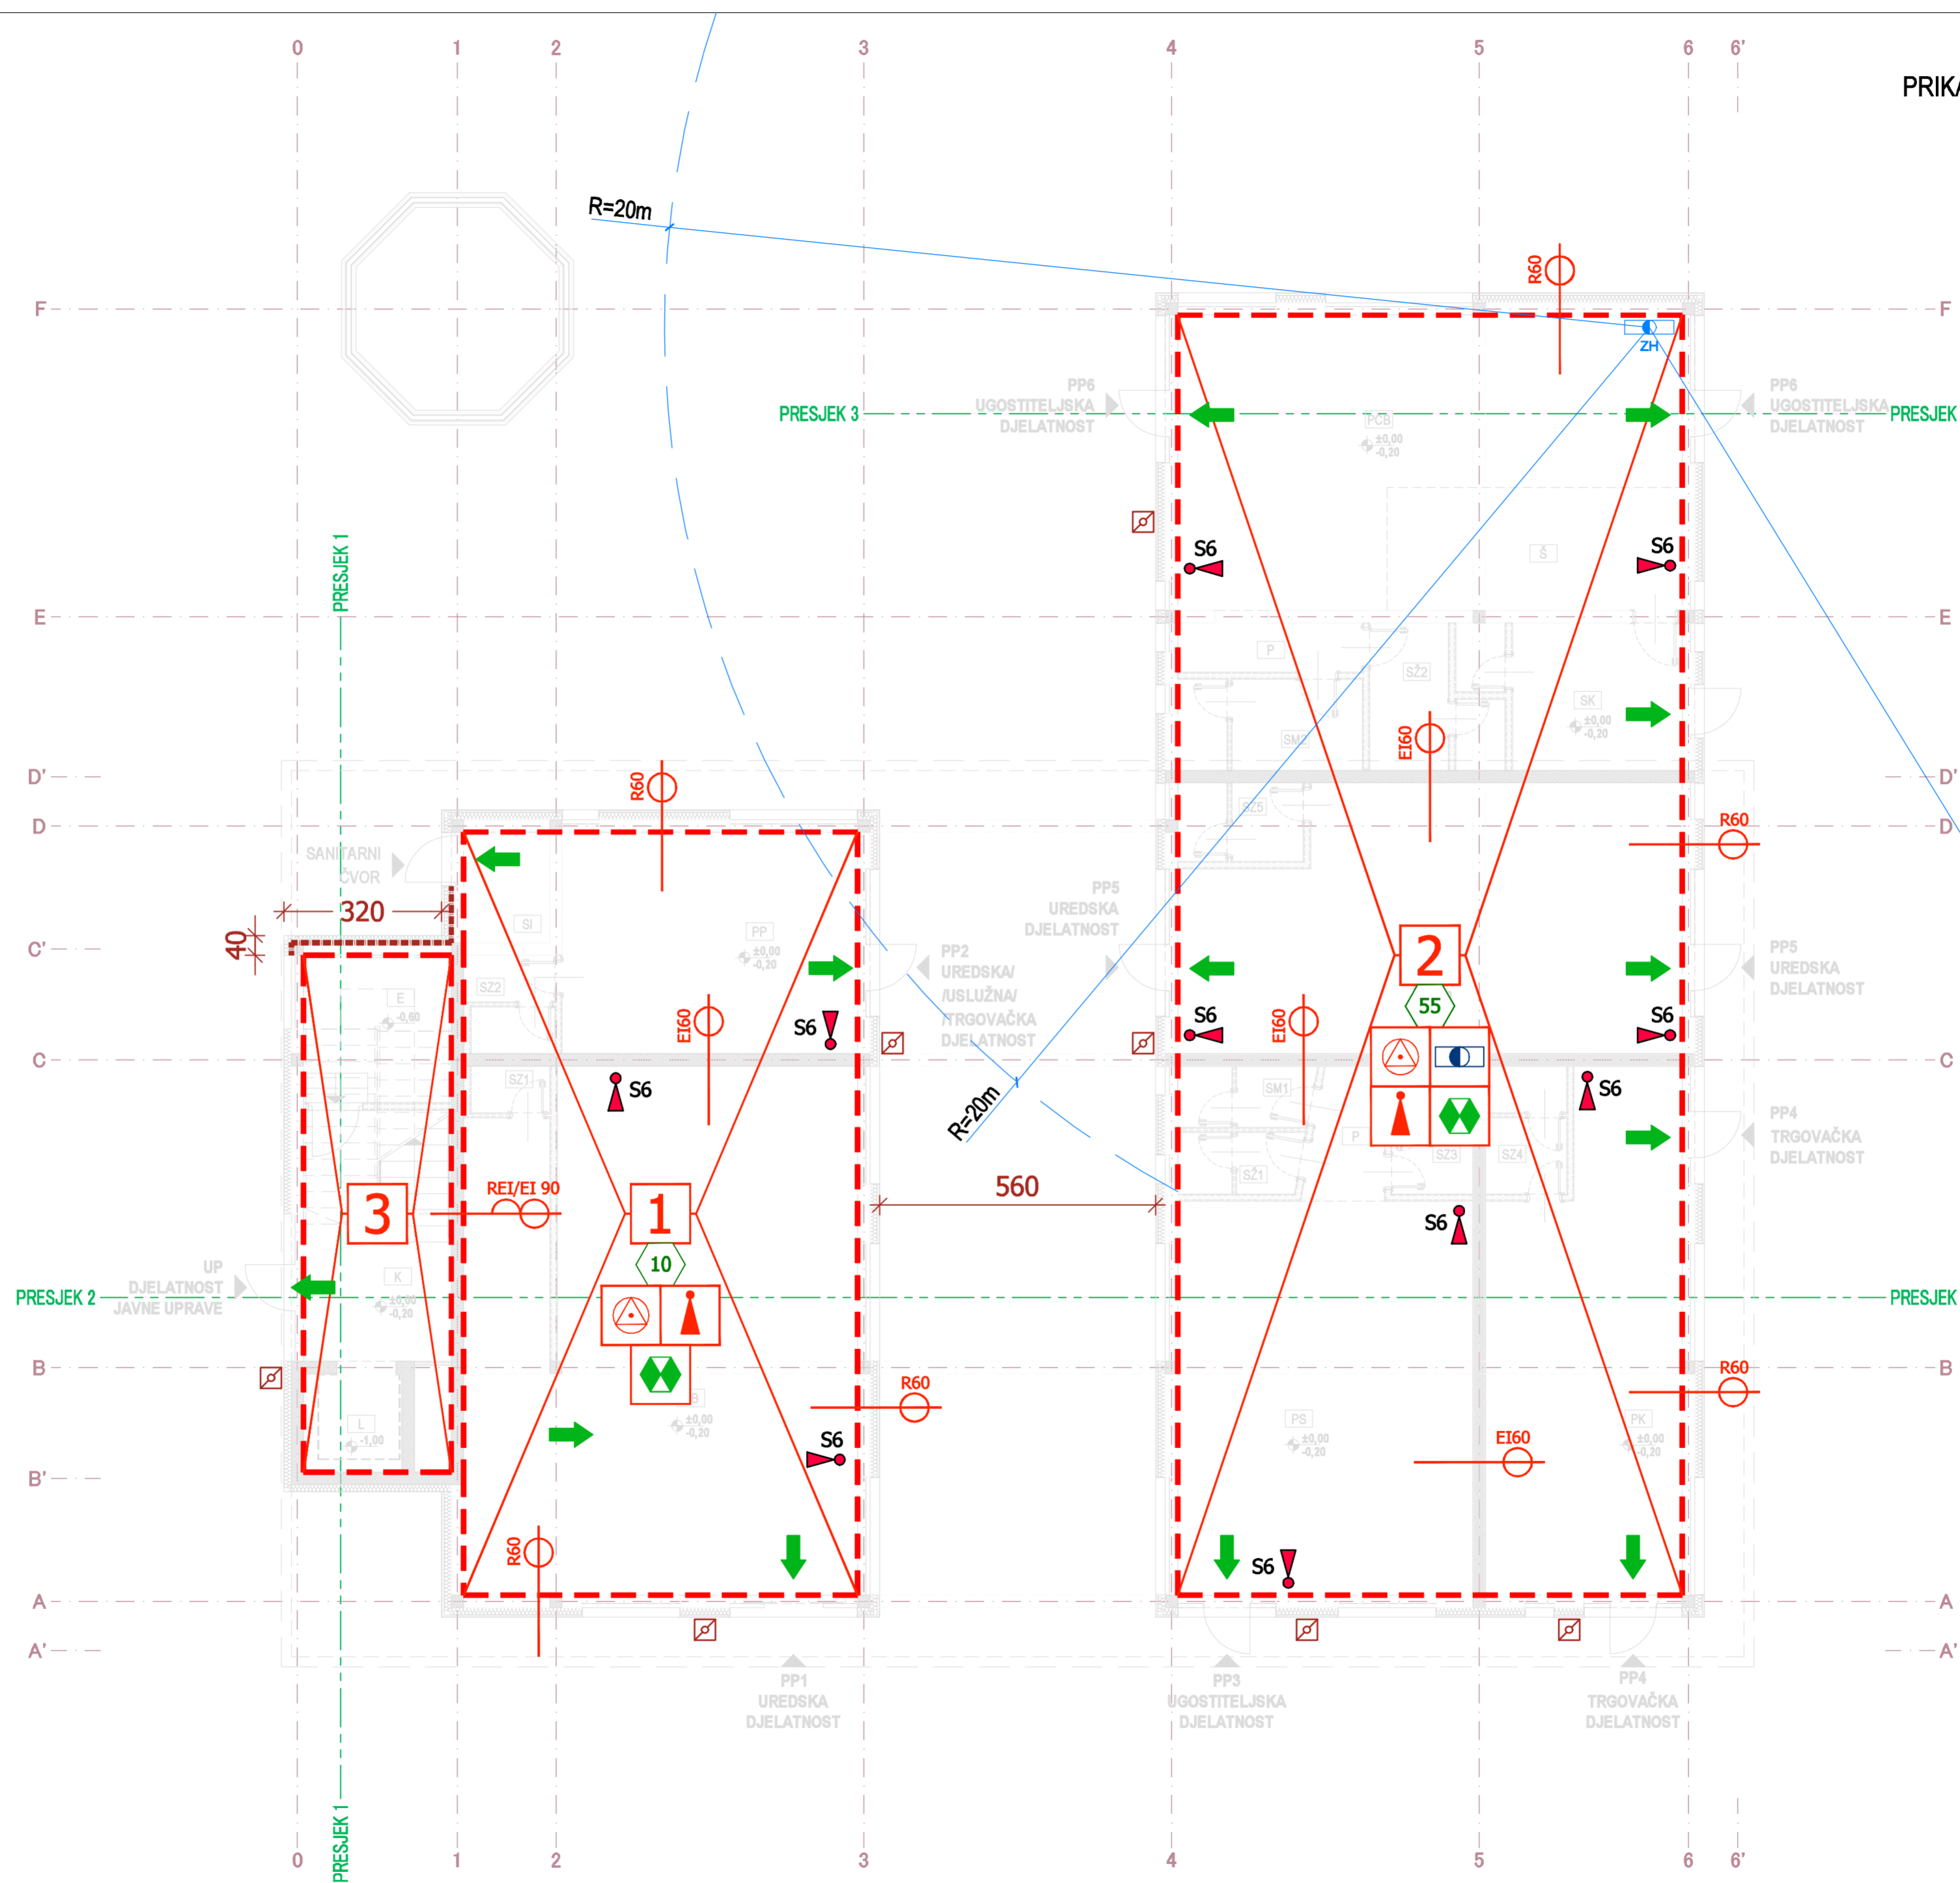 0 1 2 3 4 5 6 6'
PRIKA
R=20m
R60
F F
ZH
PP6
UGOSTITELJSKA
DJELATNOST
PRESJEK 3
PCB
±0,00
-0,20
PP6
UGOSTITELJSKA
DJELATNOST
PRESJEK
PRESJEK 1
S6
S6
Š
E E
P
SŽ2
SK
±0,00
-0,20
SM2
EI60
D' D'
R60
SZ5
R60
D D
SANITARNI
ČVOR
320
40
SI
PP
±0,00
-0,20
PP5
UREDSKA
DJELATNOST
2
55
C' C'
PP2
UREDSKA/
/USLUŽNA/
/TRGOVAČKA
DJELATNOST
PP5
UREDSKA
DJELATNOST
E
-0,60
SZ2
EI60
S6
S6
EI60
S6
C C
SZ1
S6
R=20m
SM1
P
SŽ1
SZ3
SZ4
S6
PP4
TRGOVAČKA
DJELATNOST
560
REI/EI 90
3
1
10
S6
UP
DJELATNOST
JAVNE UPRAVE
K
±0,00
-0,20
PRESJEK 2
PRESJEK
B B
R60
R60
±0,00
-0,20
L
-1,00
S6
PS
±0,00
-0,20
EI60
PK
±0,00
-0,20
B'
R60
S6
A A
A' A'
PP1
UREDSKA
DJELATNOST
PP3
UGOSTITELJSKA
DJELATNOST
PP4
TRGOVAČKA
DJELATNOST
PRESJEK 1
0 1 2 3 4 5 6 6'